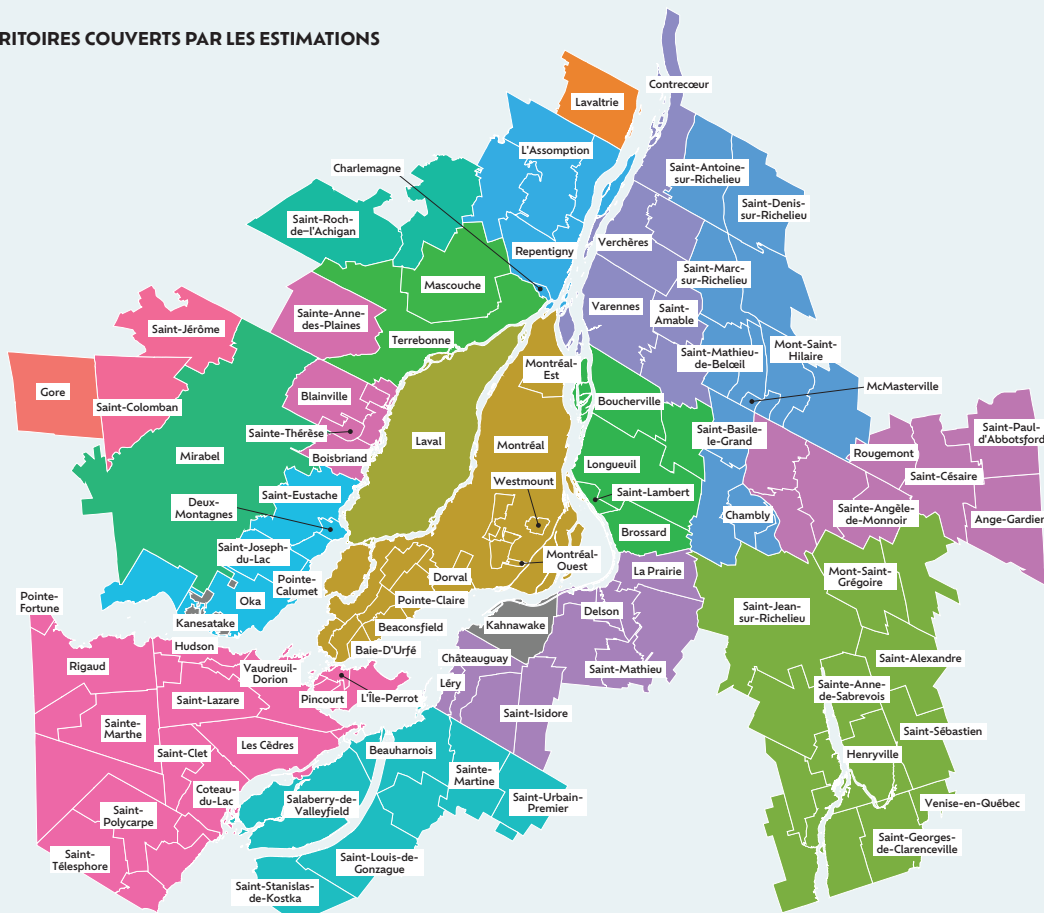 RITOIRES COUVERTS PAR LES ESTIMATIONS
Contrecœur
Lavaltrie
L'Assomption
Charlemagne
Saint-Antoine-
sur-Richelieu
Saint-Denis-
sur-Richelieu
Saint-Roch-
de-l'Achigan
Repentigny
Verchères
Saint-Marc-
sur-Richelieu
Mascouche
Sainte-Anne-
des-Plaines
Varennes
Saint-
Amable
Saint-Jérôme
Terrebonne
Saint-Mathieu-
de-Belœil
Mont-Saint-
Hilaire
Montréal-
Est
McMasterville
Gore
Saint-Colomban
Blainville
Boucherville
Sainte-Thérèse
Laval
Montréal
Saint-Basile-
le-Grand
Saint-Paul-
d'Abbotsford
Mirabel
Boisbriand
Longueuil
Rougemont
Saint-Césaire
Westmount
Saint-Lambert
Saint-Eustache
Deux-
Montagnes
Chambly
Sainte-Angèle-
de-Monnoir
Ange-Gardien
Brossard
Saint-Joseph-
du-Lac
Montréal-
Ouest
La Prairie
Dorval
Pointe-
Calumet
Mont-Saint-
Grégoire
Pointe-
Fortune
Oka
Pointe-Claire
Delson
Saint-Jean-
sur-Richelieu
Kanesatake
Beaconsfield
Kahnawake
Hudson
Baie-D'Urfé
Châteauguay
Saint-Alexandre
Rigaud
Vaudreuil-
Dorion
Saint-Mathieu
Léry
Saint-Lazare
Pincourt
L'Île-Perrot
Sainte-Anne-
de-Sabrevois
Saint-Isidore
Sainte-
Marthe
Saint-Sébastien
Saint-Clet
Les Cèdres
Beauharnois
Henryville
Sainte-
Martine
Coteau-
du-Lac
Salaberry-de-
Valleyfield
Saint-Urbain-
Premier
Venise-en-Québec
Saint-
Polycarpe
Saint-Georges-
de-Clarenceville
Saint-
Télesphore
Saint-Louis-de-
Gonzague
Saint-Stanislas-
de-Kostka